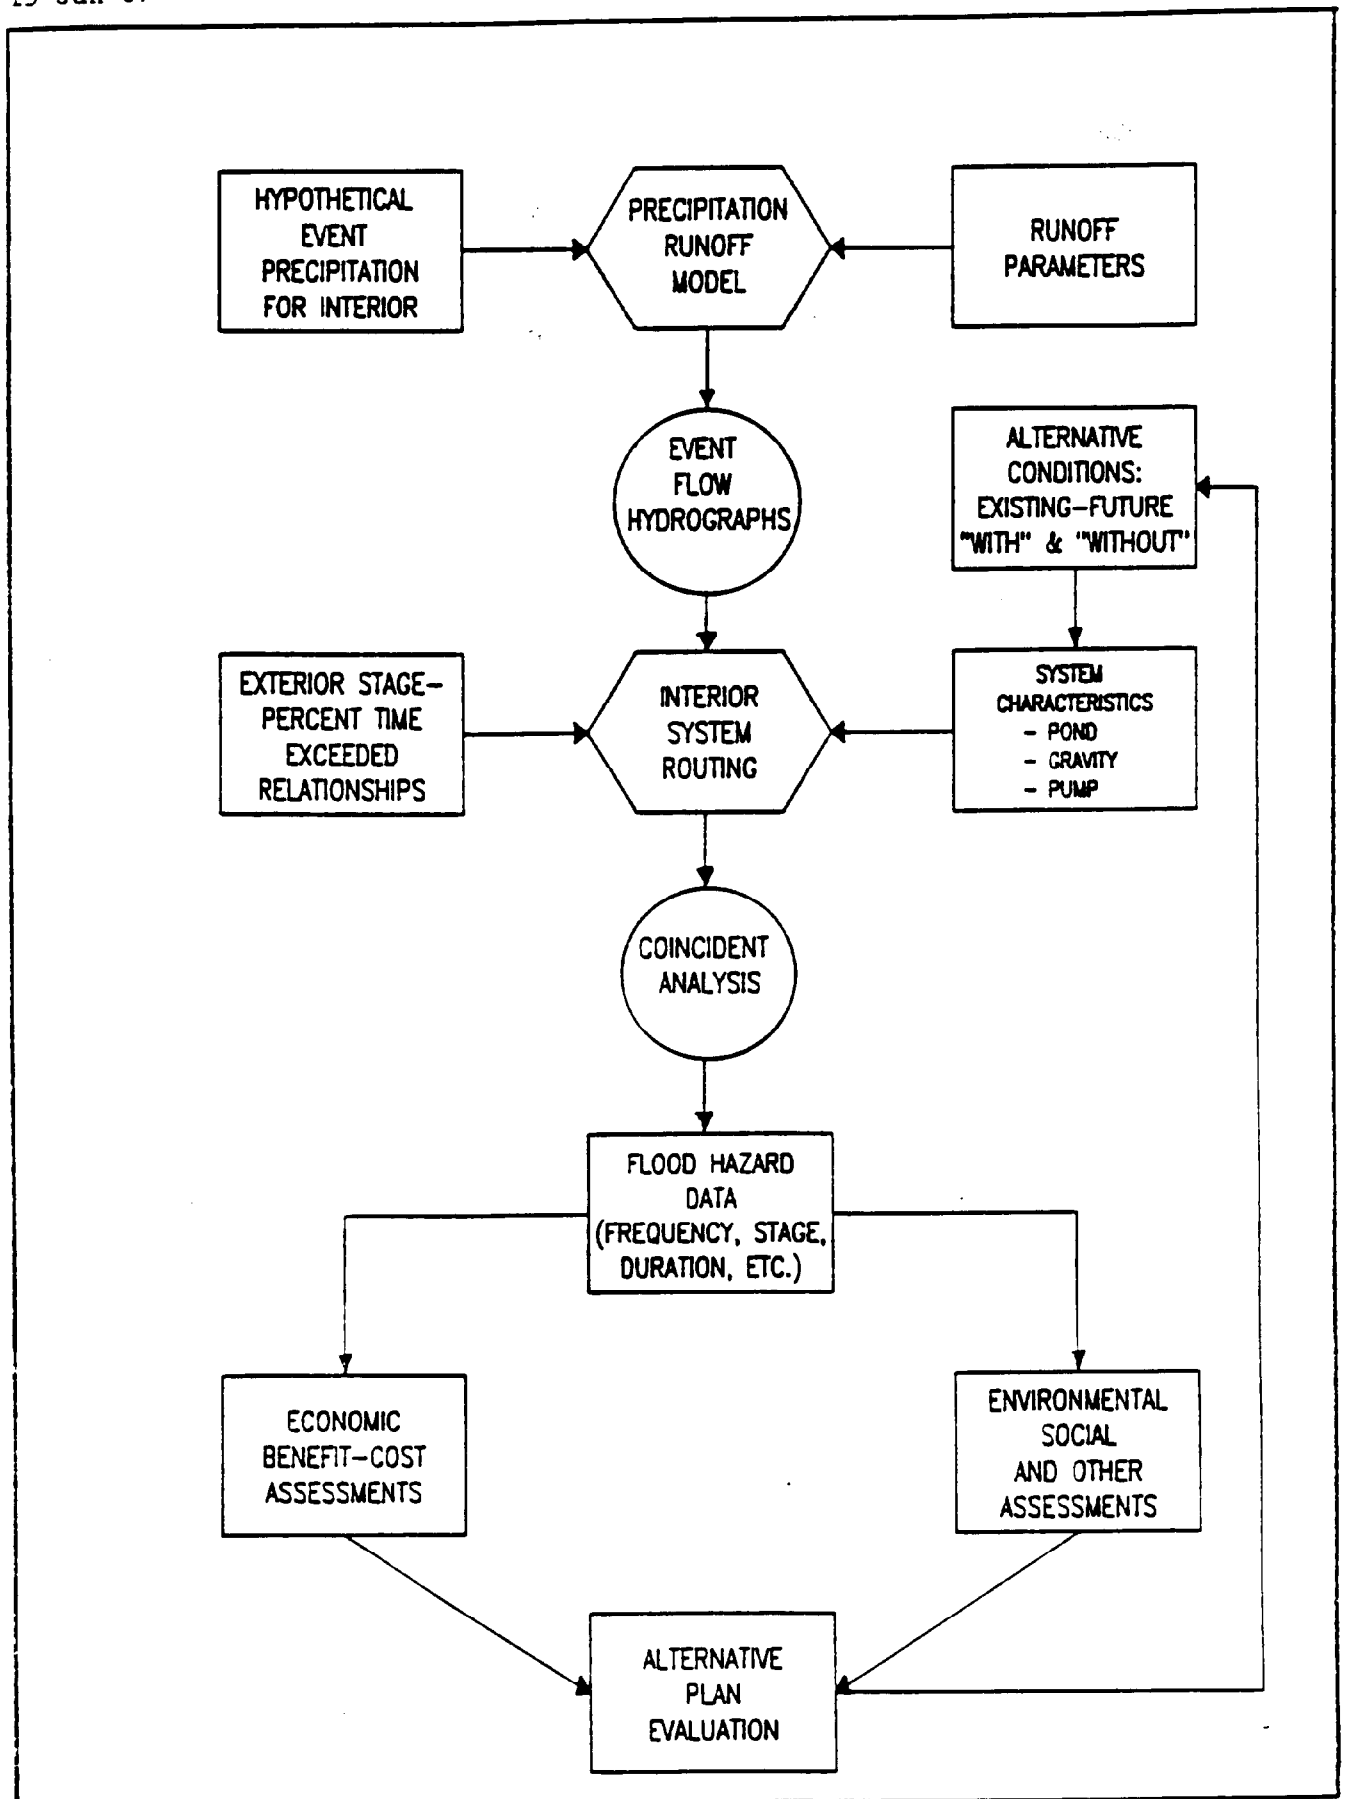 HYPOTHETICAL
EVENT
PRECIPITATION
FOR INTERIOR
PRECIPITATION
RUNOFF
MODEL
RUNOFF
PARAMETERS
EVENT
FLOW
HYDROGRAPHS
ALTERNATIVE
CONDITIONS:
EXISTING-FUTURE
"WITH" & "WITHOUT"
EXTERIOR STAGE-
PERCENT TIME
EXCEEDED
RELATIONSHIPS
INTERIOR
SYSTEM
ROUTING
SYSTEM
CHARACTERISTICS
- POND
- GRAVITY
- PUMP
COINCIDENT
ANALYSIS
FLOOD HAZARD
DATA
(FREQUENCY, STAGE,
DURATION, ETC.)
ECONOMIC
BENEFIT-COST
ASSESSMENTS
ENVIRONMENTAL
SOCIAL
AND OTHER
ASSESSMENTS
ALTERNATIVE
PLAN
EVALUATION